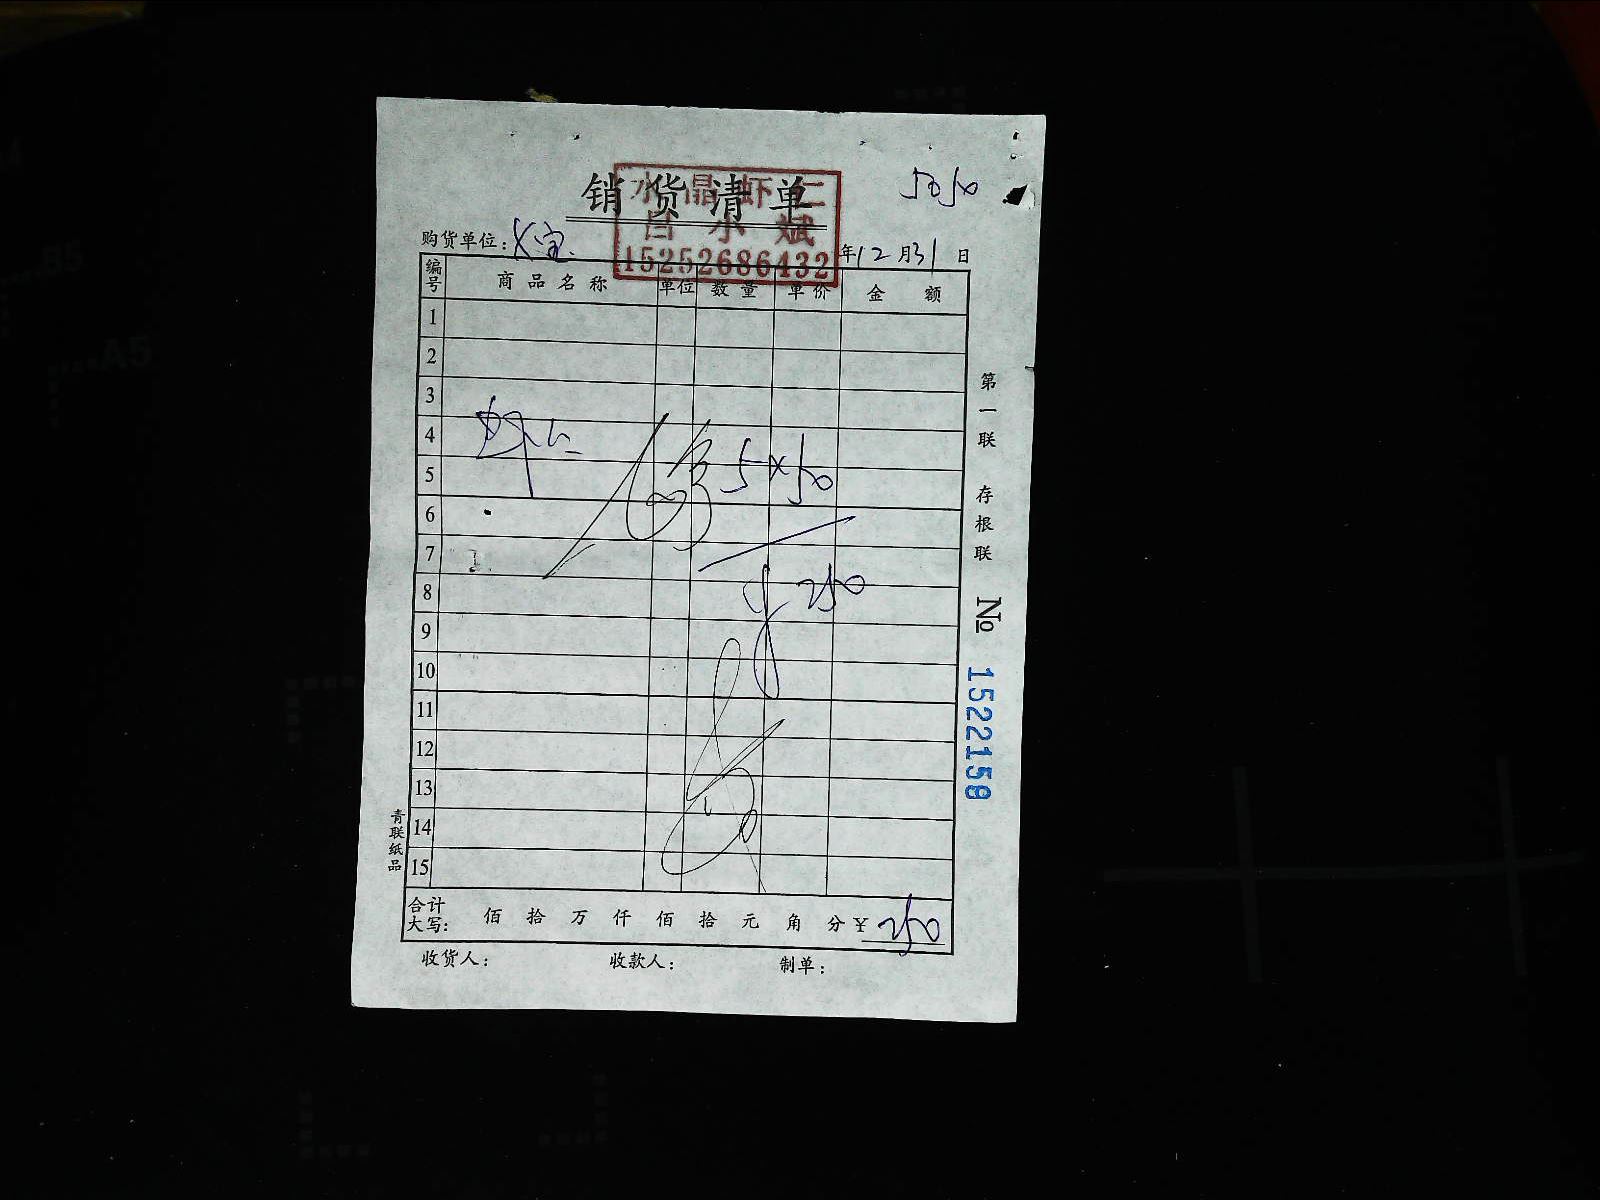 5050
销货清单
水晶虾仁
吕小斌
15252686432
购货单位:
年12月31日
编号 商品名称 单位 数量 单价 金额
1
2
3
4
虾仁 5×50
5
6
7
8
¥250
9
10
11
12
13
14
15
合计大写: 佰 拾 万 仟 佰 拾 元 角 分 ¥ 250
收货人: 收款人: 制单:
第一联 存根联 № 1522158
青联纸品
B5
A5